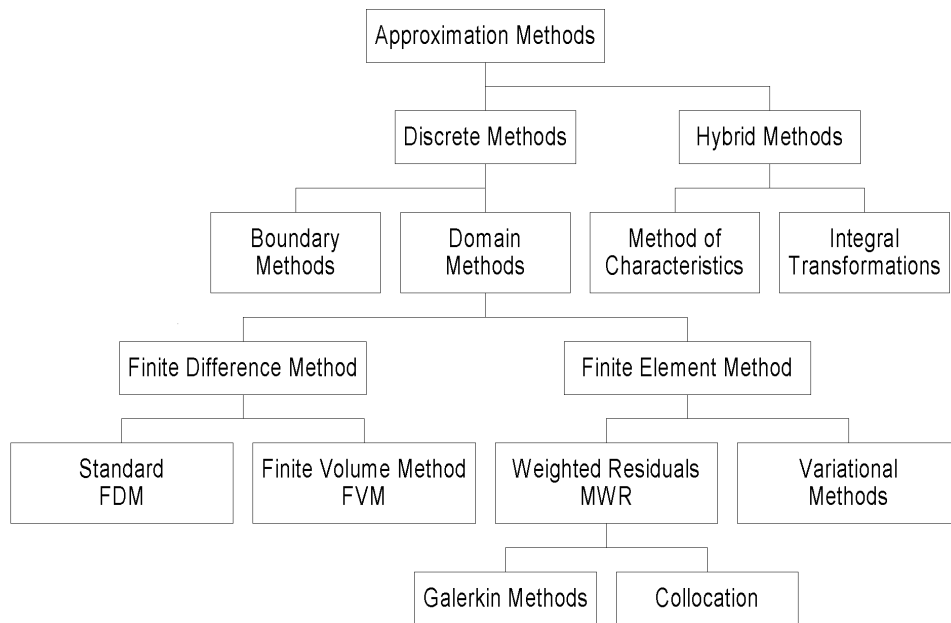 Approximation Methods
Discrete Methods
Hybrid Methods
Boundary
Methods
Domain
Methods
Method of
Characteristics
Integral
Transformations
Finite Difference Method
Finite Element Method
Standard
FDM
Finite Volume Method
FVM
Weighted Residuals
MWR
Variational
Methods
Galerkin Methods
Collocation